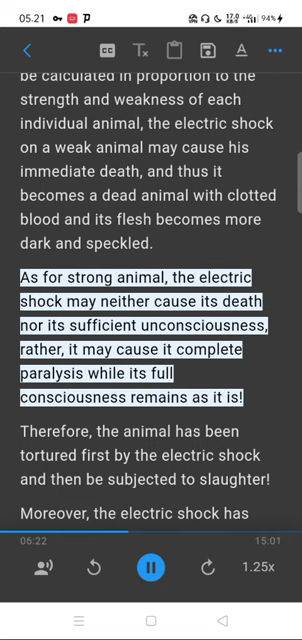 05.21
17.0
KB/S
4G
94%
CC
be calculated in proportion to the
strength and weakness of each
individual animal, the electric shock
on a weak animal may cause his
immediate death, and thus it
becomes a dead animal with clotted
blood and its flesh becomes more
dark and speckled.
As for strong animal, the electric
shock may neither cause its death
nor its sufficient unconsciousness,
rather, it may cause it complete
paralysis while its full
consciousness remains as it is!
Therefore, the animal has been
tortured first by the electric shock
and then be subjected to slaughter!
Moreover, the electric shock has
06:22
15:01
1.25x